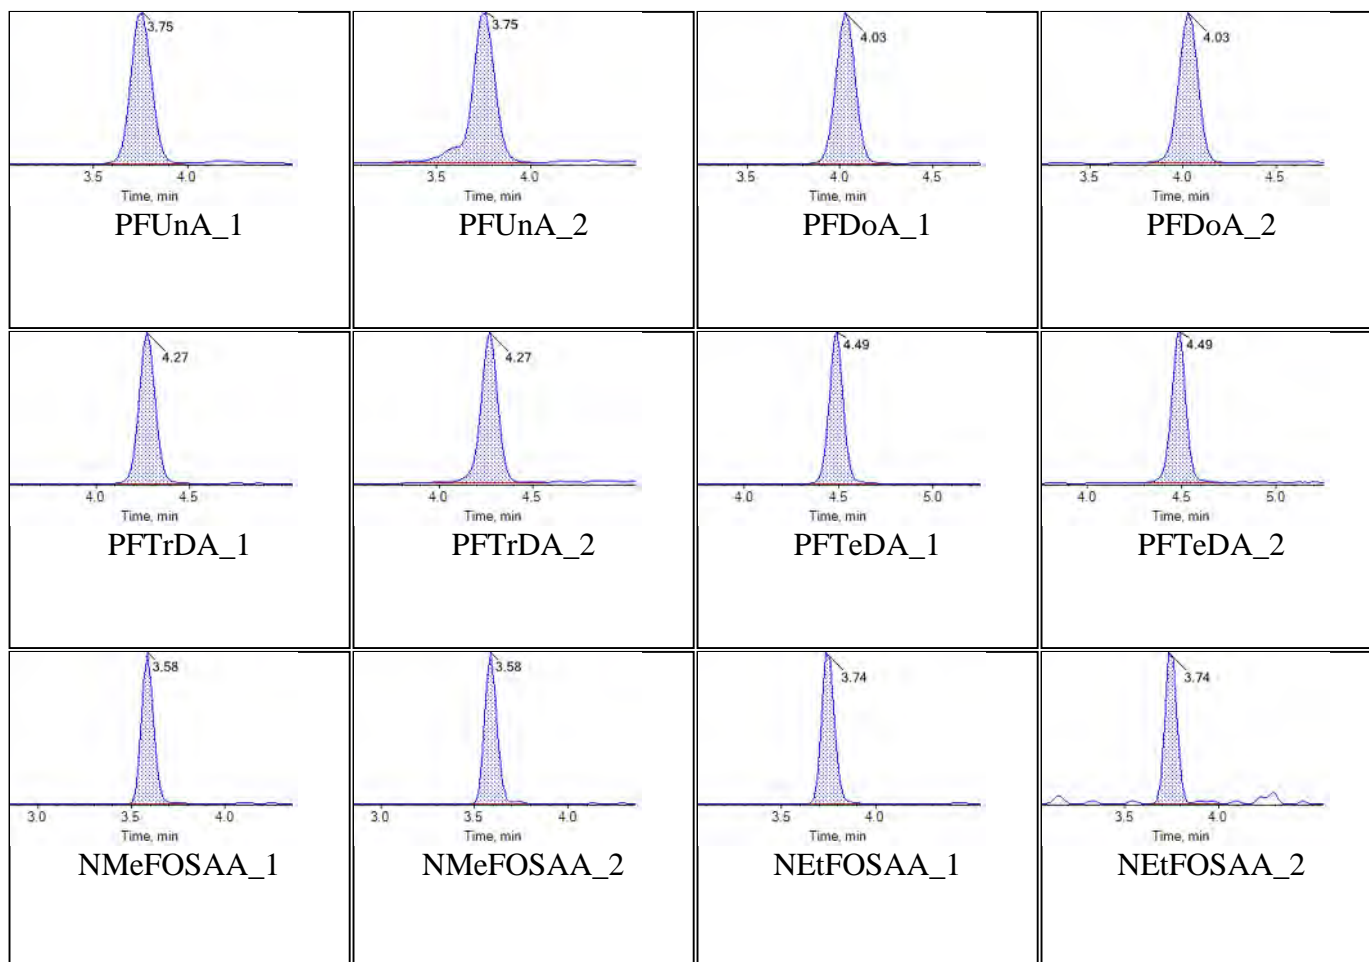 3.75
3.5 4.0
Time, min
PFUnA_1
3.75
3.5 4.0
Time, min
PFUnA_2
4.03
3.5 4.0 4.5
Time, min
PFDoA_1
4.03
3.5 4.0 4.5
Time, min
PFDoA_2
4.27
4.0 4.5
Time, min
PFTrDA_1
4.27
4.0 4.5
Time, min
PFTrDA_2
4.49
4.0 4.5 5.0
Time, min
PFTeDA_1
4.49
4.0 4.5 5.0
Time, min
PFTeDA_2
3.58
3.0 3.5 4.0
Time, min
NMeFOSAA_1
3.58
3.0 3.5 4.0
Time, min
NMeFOSAA_2
3.74
3.5 4.0
Time, min
NEtFOSAA_1
3.74
3.5 4.0
Time, min
NEtFOSAA_2